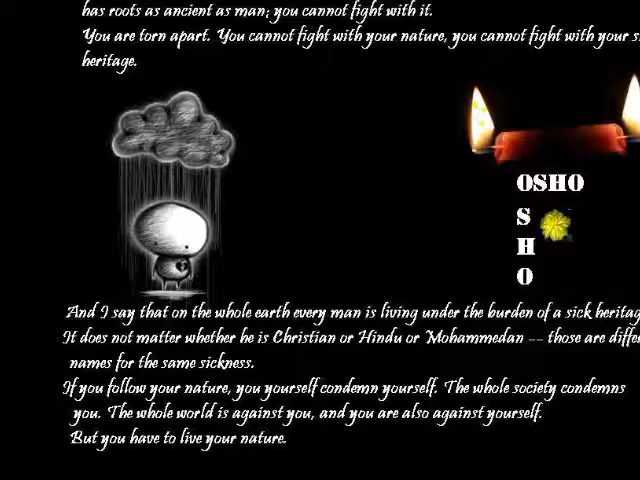 has roots as ancient as man; you cannot fight with it.
You are torn apart. You cannot fight with your nature, you cannot fight with your
heritage.
OSHO
S
H
O
And I say that on the whole earth every man is living under the burden of a sick
It does not matter whether he is Christian or Hindu or Mohammedan -- those are
names for the same sickness.
If you follow your nature, you yourself condemn yourself. The whole society condemns
you. The whole world is against you, and you are also against yourself.
But you have to live your nature.